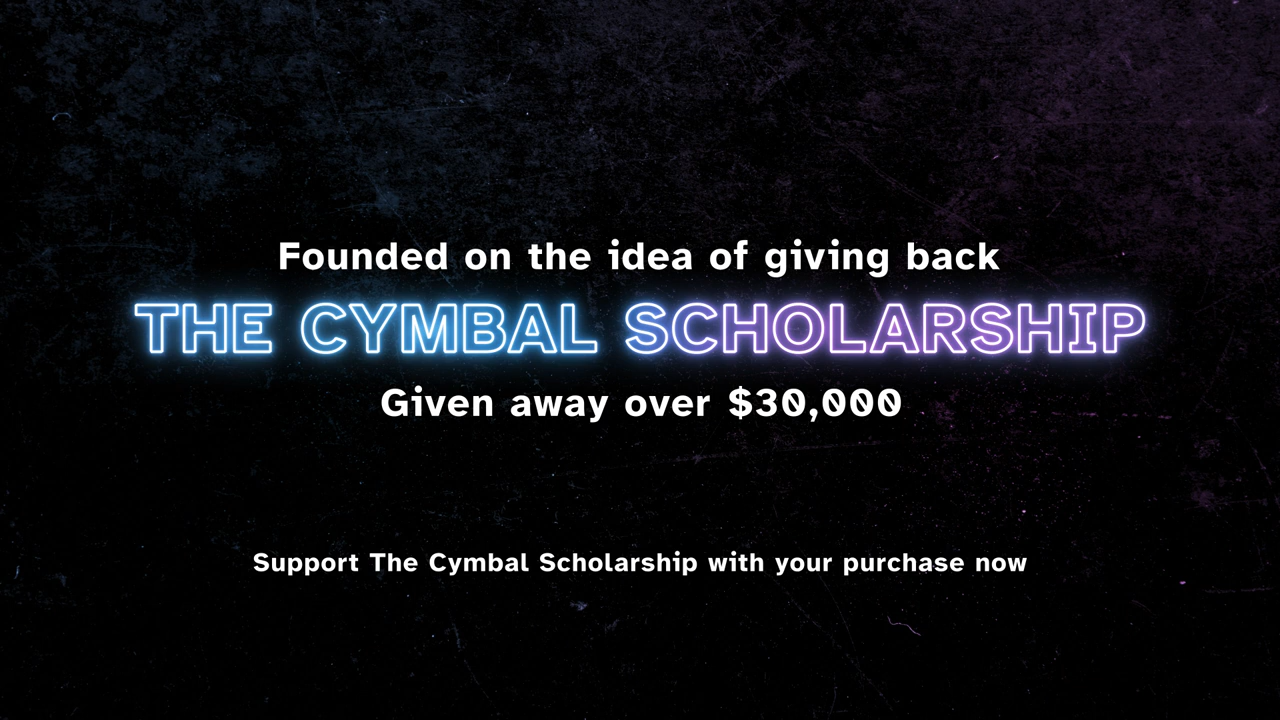 Founded on the idea of giving back
THE CYMBAL SCHOLARSHIP
Given away over $30,000
Support The Cymbal Scholarship with your purchase now